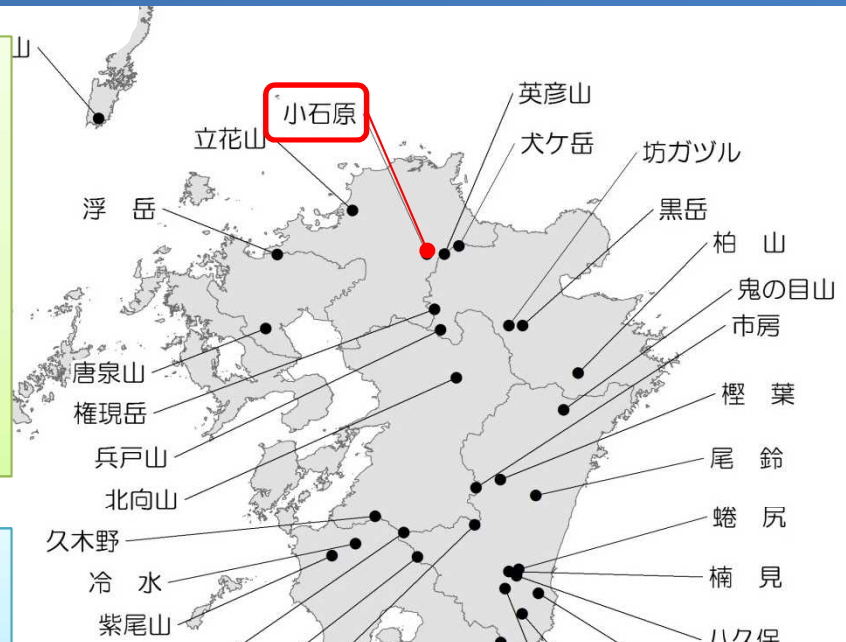 山
小石原
英彦山
立花山
犬ケ岳
坊ガヅル
浮 岳
黒岳
柏 山
鬼の目山
市房
唐泉山
権現岳
樫 葉
兵戸山
尾 鈴
北向山
蜷 尻
久木野
冷 水
楠 見
紫尾山